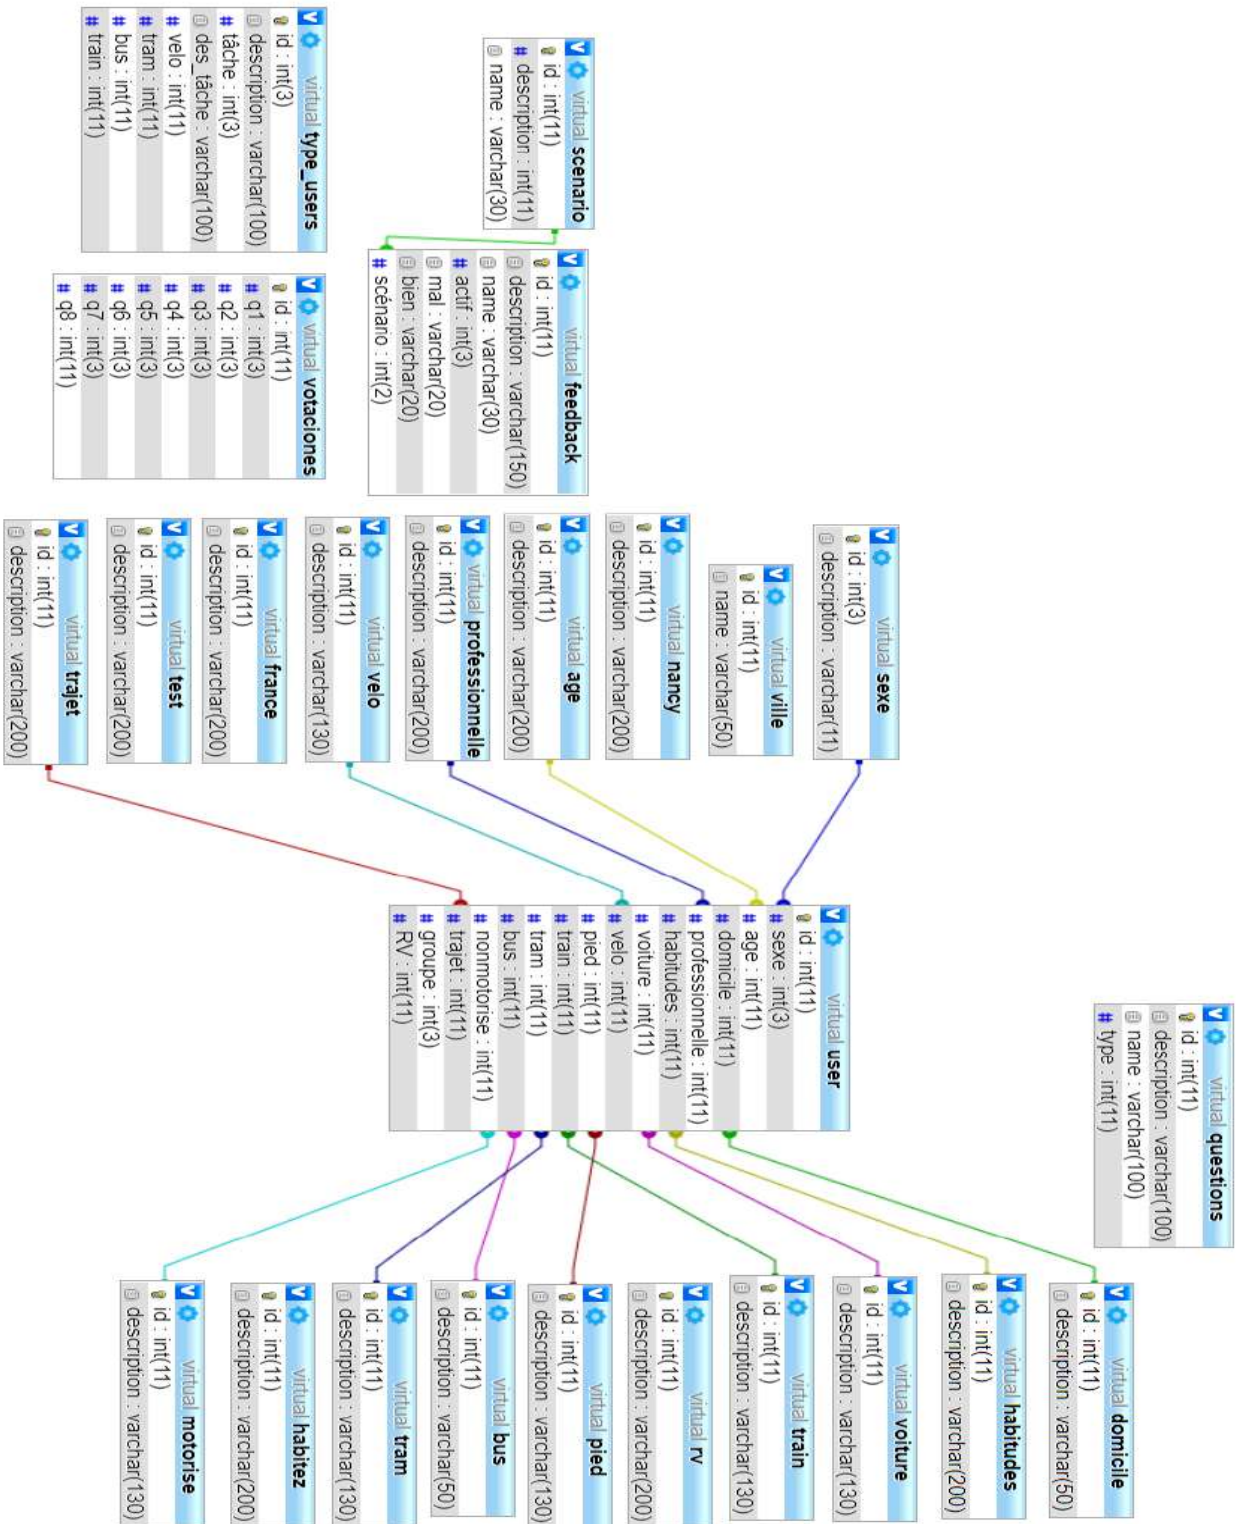 virtual questions
id : int(11)
description : varchar(100)
name : varchar(100)
type : int(11)
virtual sexe
id : int(3)
description : varchar(11)
virtual ville
id : int(11)
name : varchar(50)
virtual nancy
id : int(11)
description : varchar(200)
virtual age
id : int(11)
description : varchar(200)
virtual professionnelle
id : int(11)
description : varchar(200)
virtual velo
id : int(11)
description : varchar(130)
virtual france
id : int(11)
description : varchar(200)
virtual test
id : int(11)
description : varchar(200)
virtual trajet
id : int(11)
description : varchar(200)
virtual scenario
id : int(11)
description : int(11)
name : varchar(30)
virtual feedback
id : int(11)
description : varchar(150)
name : varchar(30)
actif : int(3)
mal : varchar(20)
bien : varchar(20)
scénario : int(2)
virtual type_users
id : int(3)
description : varchar(100)
tâche : int(3)
des_tâche : varchar(100)
velo : int(11)
tram : int(11)
bus : int(11)
train : int(11)
virtual votaciones
id : int(11)
q1 : int(3)
q2 : int(3)
q3 : int(3)
q4 : int(3)
q5 : int(3)
q6 : int(3)
q7 : int(3)
q8 : int(11)
virtual user
id : int(11)
sexe : int(3)
age : int(11)
domicile : int(11)
professionnelle : int(11)
habitudes : int(11)
voiture : int(11)
velo : int(11)
pied : int(11)
train : int(11)
tram : int(11)
bus : int(11)
nonmotorise : int(11)
trajet : int(11)
groupe : int(3)
RV : int(11)
virtual domicile
id : int(11)
description : varchar(50)
virtual habitudes
id : int(11)
description : varchar(200)
virtual voiture
id : int(11)
description : varchar(130)
virtual train
id : int(11)
description : varchar(130)
virtual rv
id : int(11)
description : varchar(200)
virtual pied
id : int(11)
description : varchar(130)
virtual bus
id : int(11)
description : varchar(50)
virtual tram
id : int(11)
description : varchar(130)
virtual habitez
id : int(11)
description : varchar(200)
virtual motorise
id : int(11)
description : varchar(130)